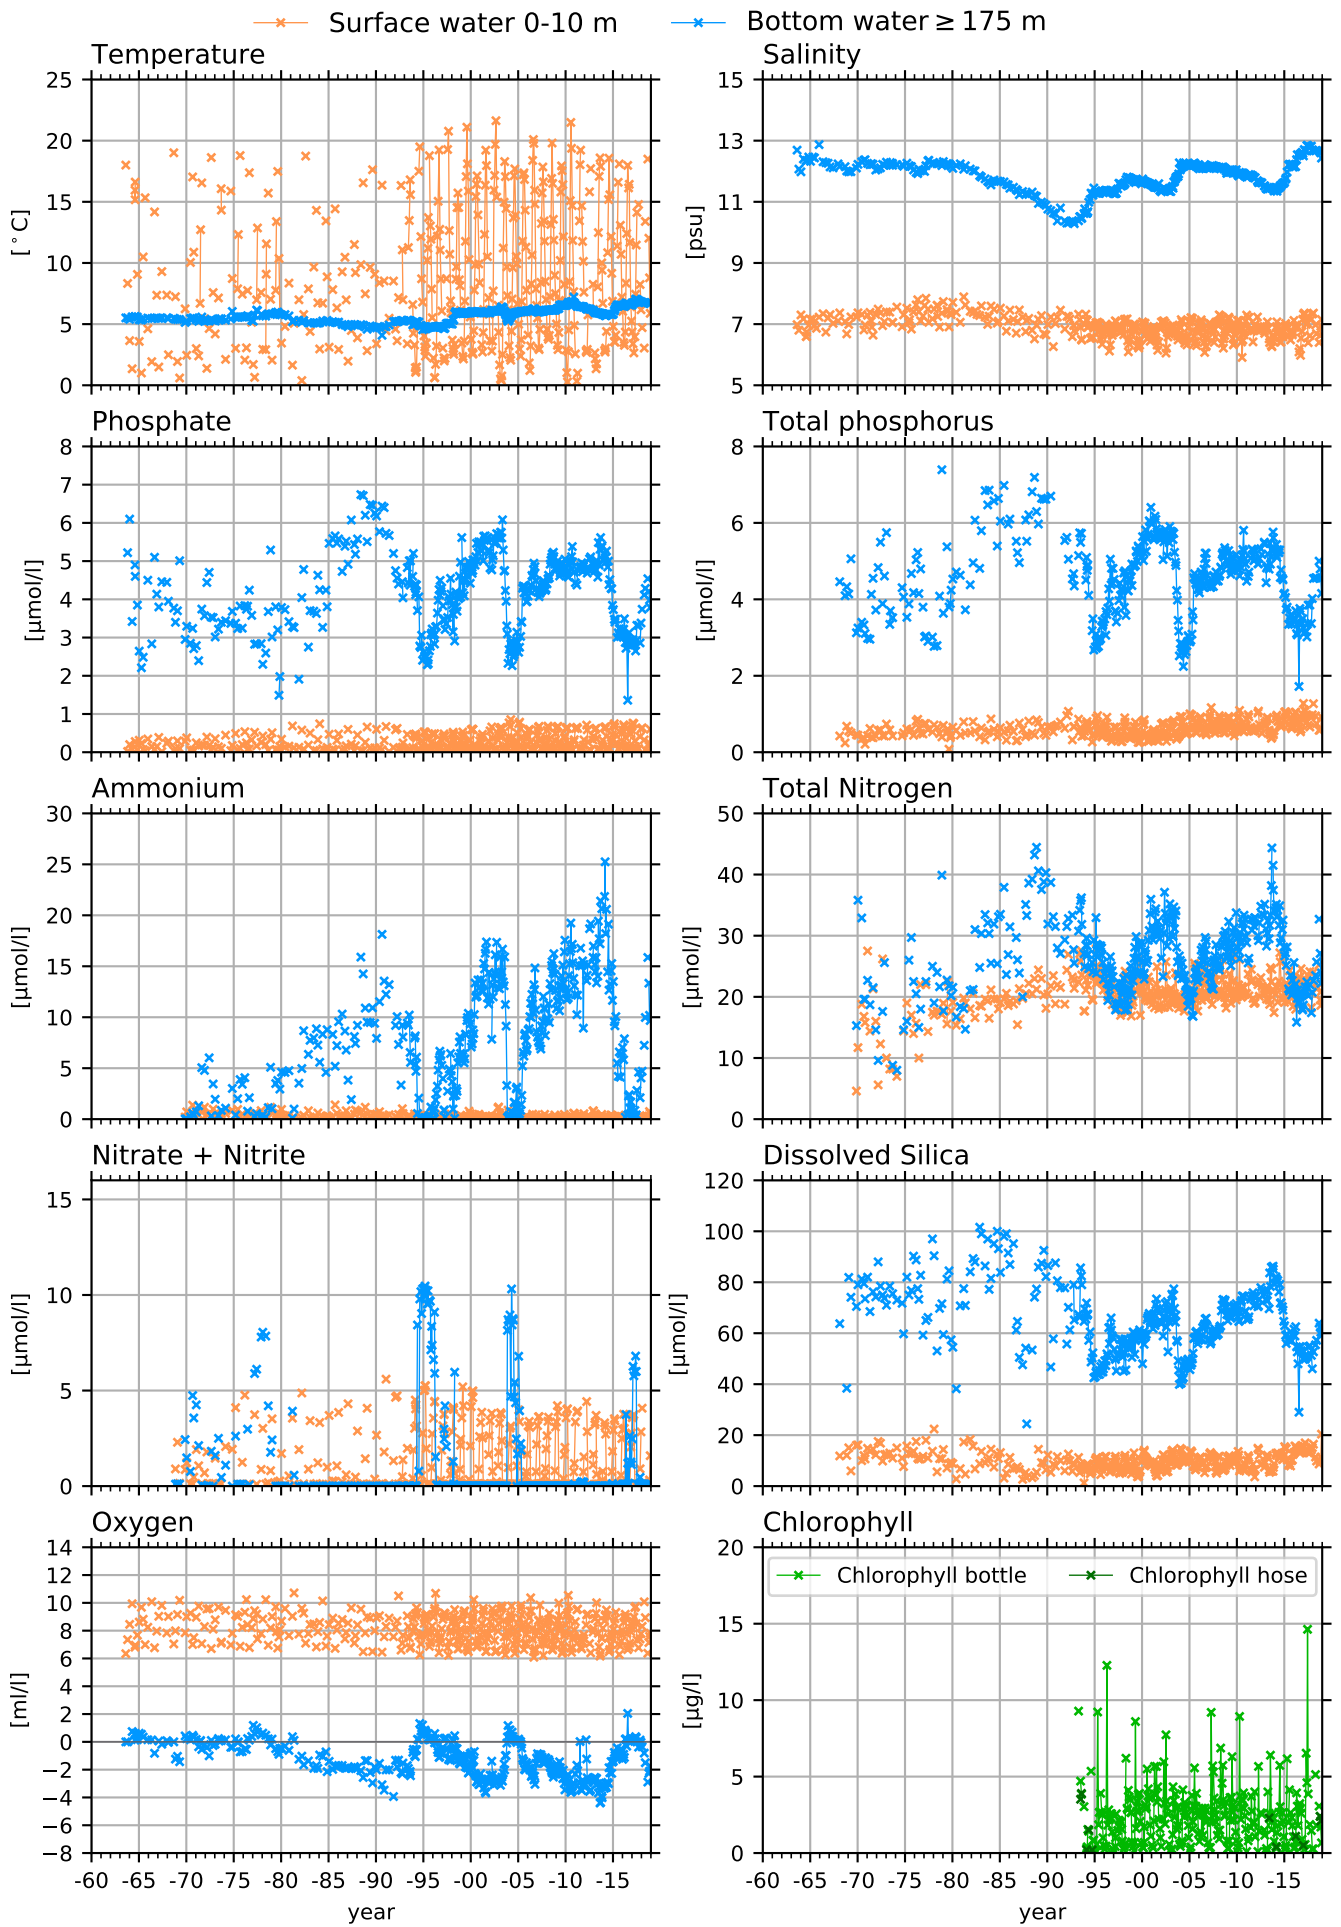 Surface water 0-10 m
Bottom water ≥ 175 m
Temperature
25
20
15
10
5
0
[°C]
Salinity
15
13
11
9
7
5
[psu]
Phosphate
8
7
6
5
4
3
2
1
0
[µmol/l]
Total phosphorus
8
6
4
2
0
[µmol/l]
Ammonium
30
25
20
15
10
5
0
[µmol/l]
Total Nitrogen
50
40
30
20
10
0
[µmol/l]
Nitrate + Nitrite
15
10
5
0
[µmol/l]
Dissolved Silica
120
100
80
60
40
20
0
[µmol/l]
Oxygen
14
12
10
8
6
4
2
0
−2
−4
−6
−8
[ml/l]
-60 -65 -70 -75 -80 -85 -90 -95 -00 -05 -10 -15
year
Chlorophyll
Chlorophyll bottle
Chlorophyll hose
20
15
10
5
0
[µg/l]
-60 -65 -70 -75 -80 -85 -90 -95 -00 -05 -10 -15
year